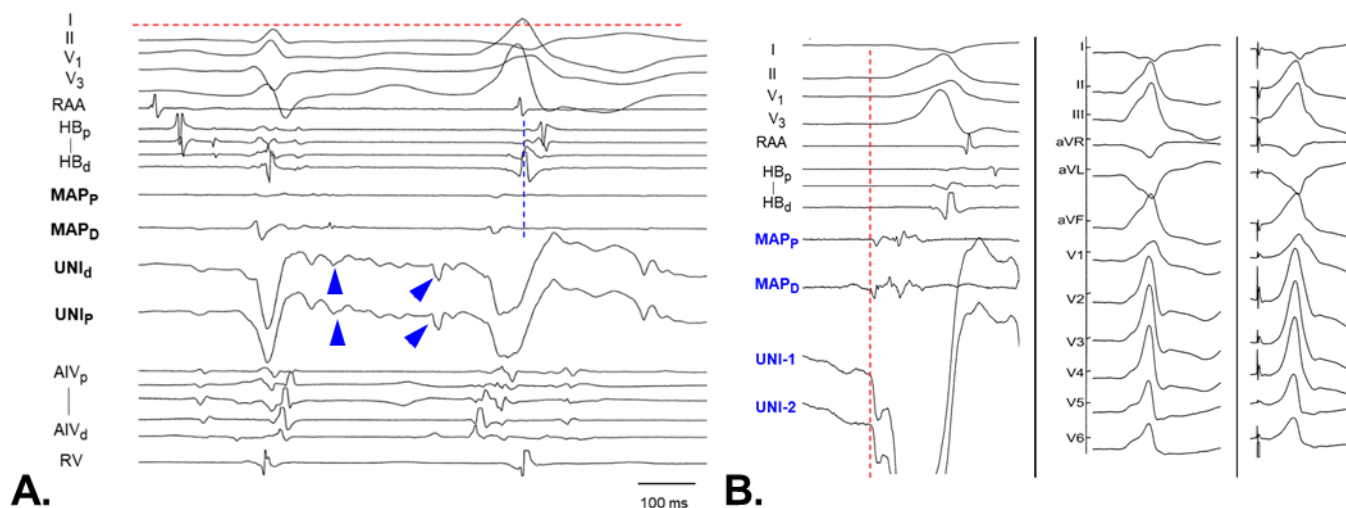 I
II
V1
V3
RAA
HBp
HBd
MAPP
MAPD
UNId
UNIP
AIVp
AIVd
RV
A.
100 ms
I
II
V1
V3
RAA
HBp
HBd
MAPP
MAPD
UNI-1
UNI-2
B.
I
II
III
aVR
aVL
aVF
V1
V2
V3
V4
V5
V6